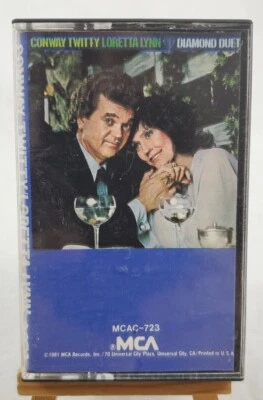 CONWAY TWITTY LORETTA LYNN DIAMOND DUET
MCAC-723
MCA
©1981 MCA Records, Inc./70 Universal City Plaza, Universal City, CA/Printed in U.S.A.